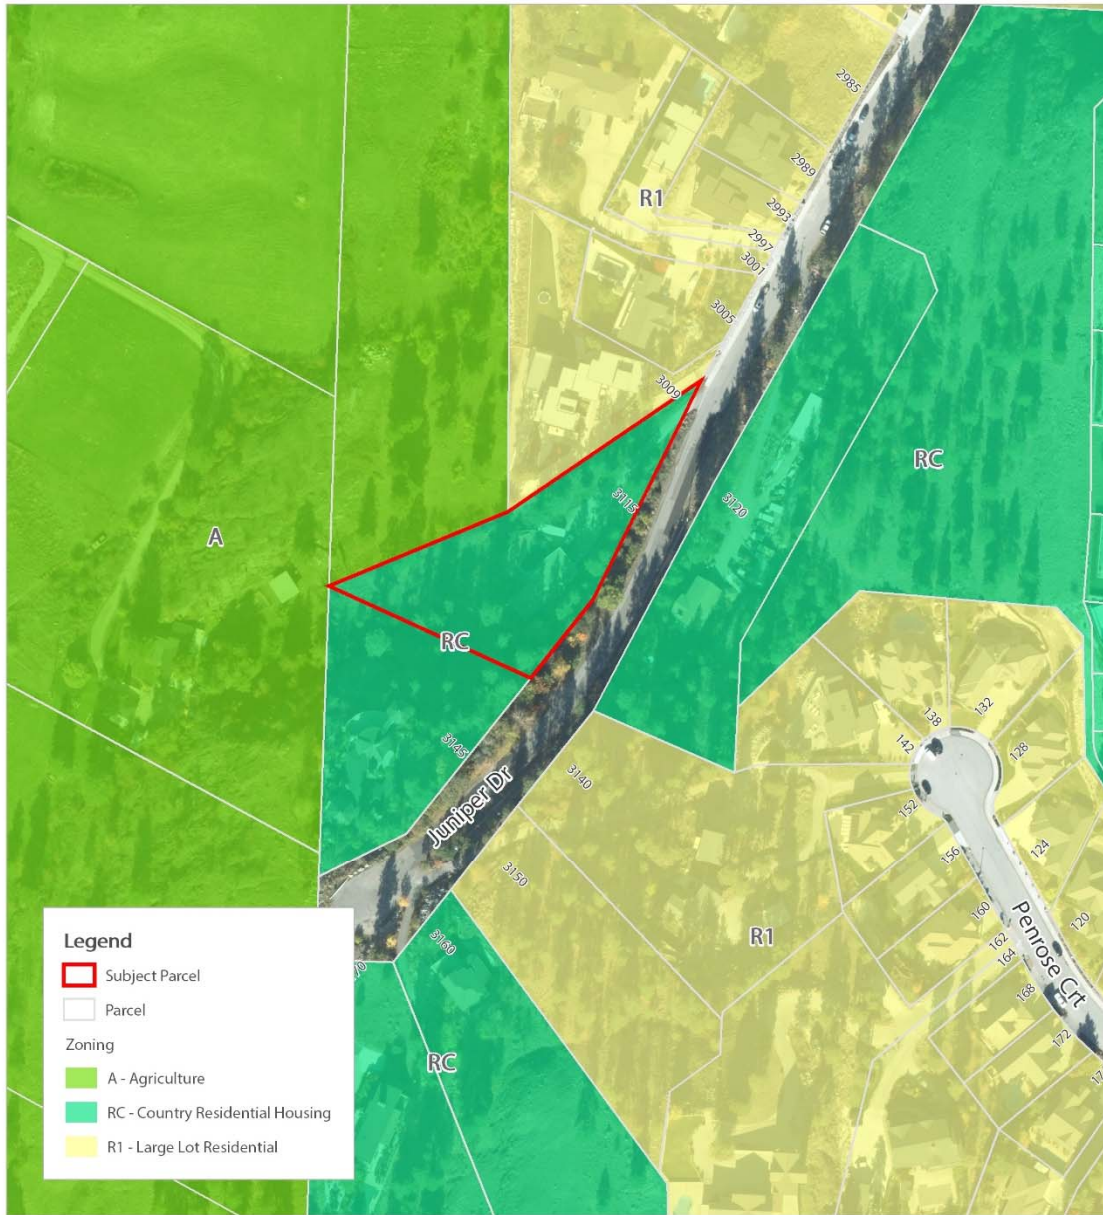 2985
2989
R1
2993
2997
3001
3005
3009
RC
3115
3120
A
RC
132
138
3145
142
128
3140
Juniper Dr
152
124
156
3150
160
120
Penrose Crt
R1
162
3160
164
168
172
RC
Legend
Subject Parcel
Parcel
Zoning
A - Agriculture
RC - Country Residential Housing
R1 - Large Lot Residential